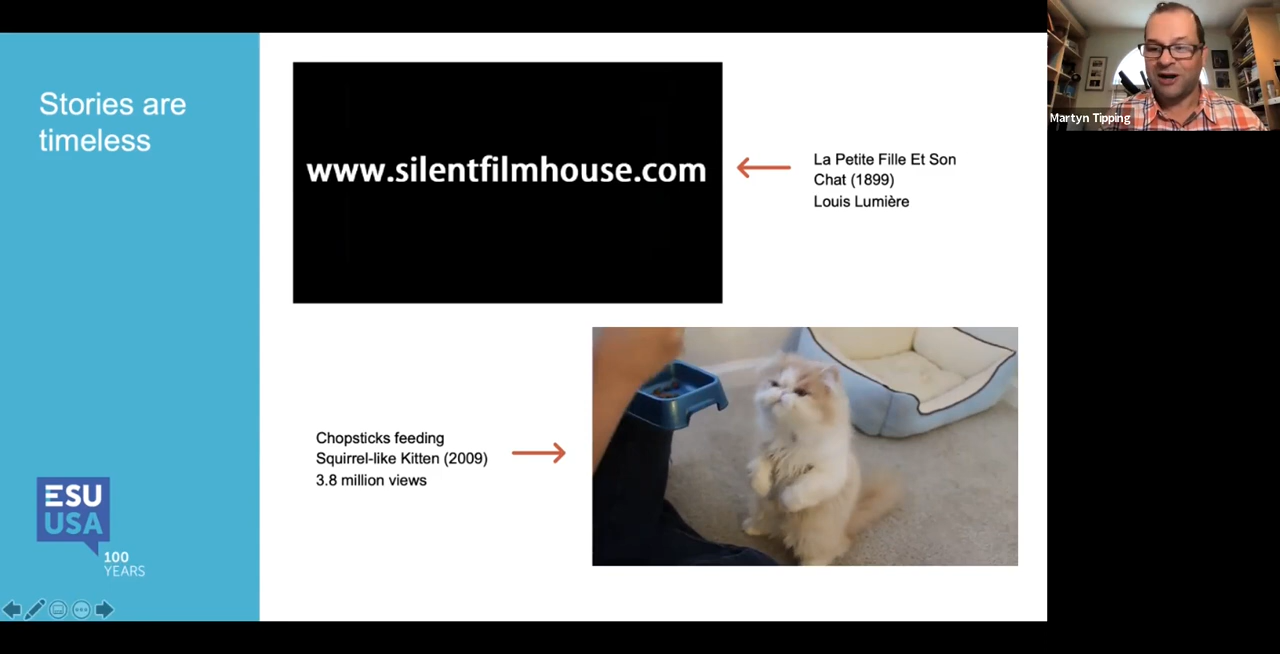 Stories are
timeless
www.silentfilmhouse.com
La Petite Fille Et Son
Chat (1899)
Louis Lumière
Martyn Tipping
Chopsticks feeding
Squirrel-like Kitten (2009)
3.8 million views
ESU
USA
100
YEARS